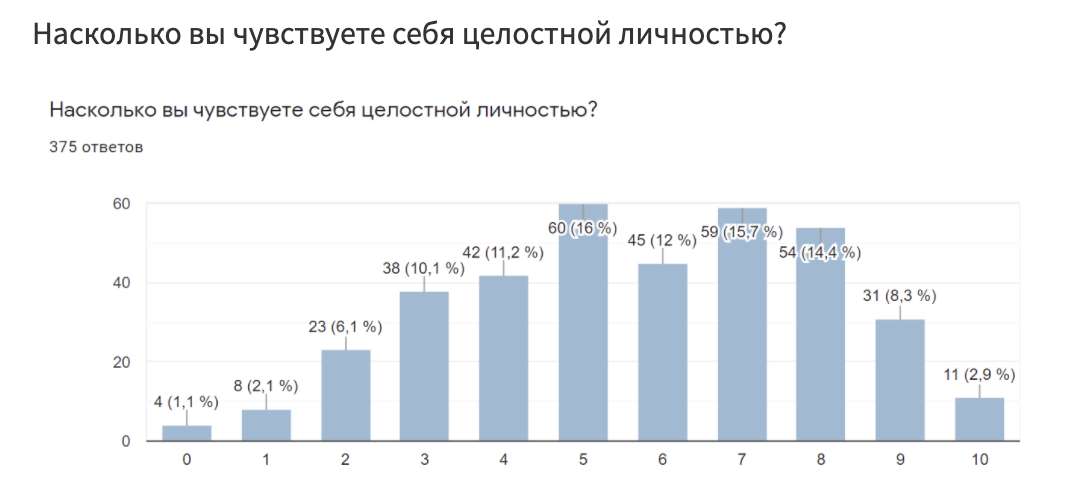 Насколько вы чувствуете себя целостной личностью?
Насколько вы чувствуете себя целостной личностью?
375 ответов
60
40
20
0
4 (1,1 %)
8 (2,1 %)
23 (6,1 %)
38 (10,1 %)
42 (11,2 %)
60 (16 %)
45 (12 %)
59 (15,7 %)
54 (14,4 %)
31 (8,3 %)
11 (2,9 %)
0 1 2 3 4 5 6 7 8 9 10